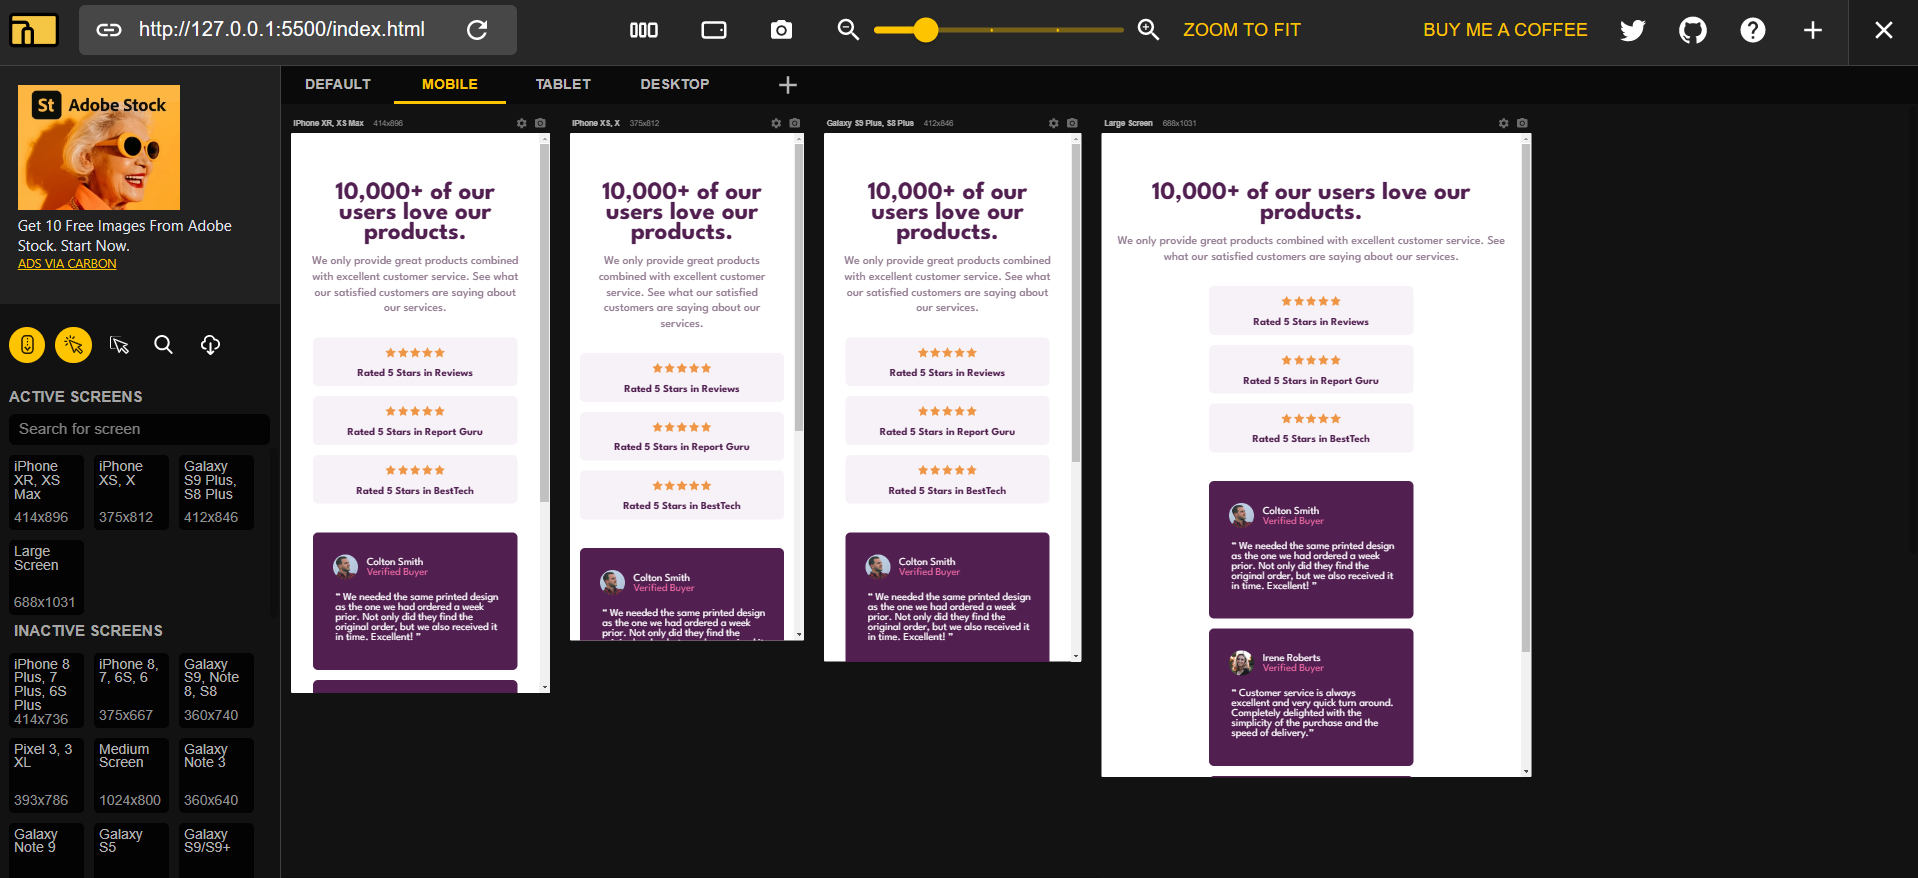 http://127.0.0.1:5500/index.html
ZOOM TO FIT
BUY ME A COFFEE
St Adobe Stock
Get 10 Free Images From Adobe
Stock. Start Now.
ADS VIA CARBON
ACTIVE SCREENS
Search for screen
iPhone
XR, XS
Max
414x896
iPhone
XS, X
375x812
Galaxy
S9 Plus,
S8 Plus
412x846
Large
Screen
688x1031
INACTIVE SCREENS
iPhone 8
Plus, 7
Plus, 6S
Plus
414x736
iPhone 8,
7, 6S, 6
375x667
Galaxy
S9, Note
8, S8
360x740
Pixel 3, 3
XL
393x786
Medium
Screen
1024x800
Galaxy
Note 3
360x640
Galaxy
Note 9
Galaxy
S5
Galaxy
S9/S9+
DEFAULT
MOBILE
TABLET
DESKTOP
iPhone XR, XS Max 414x896
10,000+ of our
users love our
products.
We only provide great products combined
with excellent customer service. See what
our satisfied customers are saying about
our services.
Rated 5 Stars in Reviews
Rated 5 Stars in Report Guru
Rated 5 Stars in BestTech
Colton Smith
Verified Buyer
" We needed the same printed design
as the one we had ordered a week
prior. Not only did they find the
original order, but we also received it
in time. Excellent! "
iPhone XS, X 375x812
10,000+ of our
users love our
products.
We only provide great products
combined with excellent customer
service. See what our satisfied
customers are saying about our
services.
Rated 5 Stars in Reviews
Rated 5 Stars in Report Guru
Rated 5 Stars in BestTech
Colton Smith
Verified Buyer
" We needed the same printed design
as the one we had ordered a week
prior. Not only did they find the
Galaxy S9 Plus, S8 Plus 412x846
10,000+ of our
users love our
products.
We only provide great products combined
with excellent customer service. See what
our satisfied customers are saying about
our services.
Rated 5 Stars in Reviews
Rated 5 Stars in Report Guru
Rated 5 Stars in BestTech
Colton Smith
Verified Buyer
" We needed the same printed design
as the one we had ordered a week
prior. Not only did they find the
original order, but we also received it
in time. Excellent! "
Large Screen 688x1031
10,000+ of our users love our
products.
We only provide great products combined with excellent customer service. See
what our satisfied customers are saying about our services.
Rated 5 Stars in Reviews
Rated 5 Stars in Report Guru
Rated 5 Stars in BestTech
Colton Smith
Verified Buyer
" We needed the same printed design
as the one we had ordered a week
prior. Not only did they find the
original order, but we also received it
in time. Excellent! "
Irene Roberts
Verified Buyer
" Customer service is always
excellent and very quick turn around.
Completely delighted with the
simplicity of the purchase and the
speed of delivery."